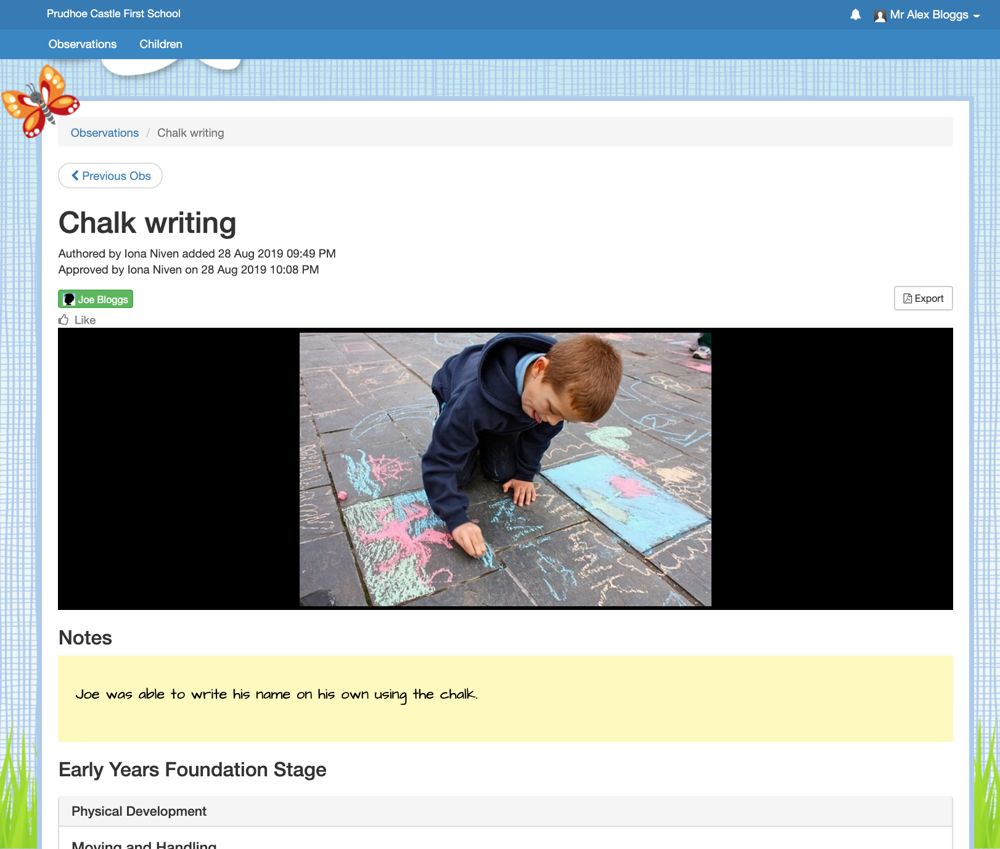 Prudhoe Castle First School
Mr Alex Bloggs
Observations
Children
Observations / Chalk writing
Previous Obs
Chalk writing
Authored by Iona Niven added 28 Aug 2019 09:49 PM
Approved by Iona Niven on 28 Aug 2019 10:08 PM
Joe Bloggs
Export
Like
Notes
Joe was able to write his name on his own using the chalk.
Early Years Foundation Stage
Physical Development
Moving and Handling